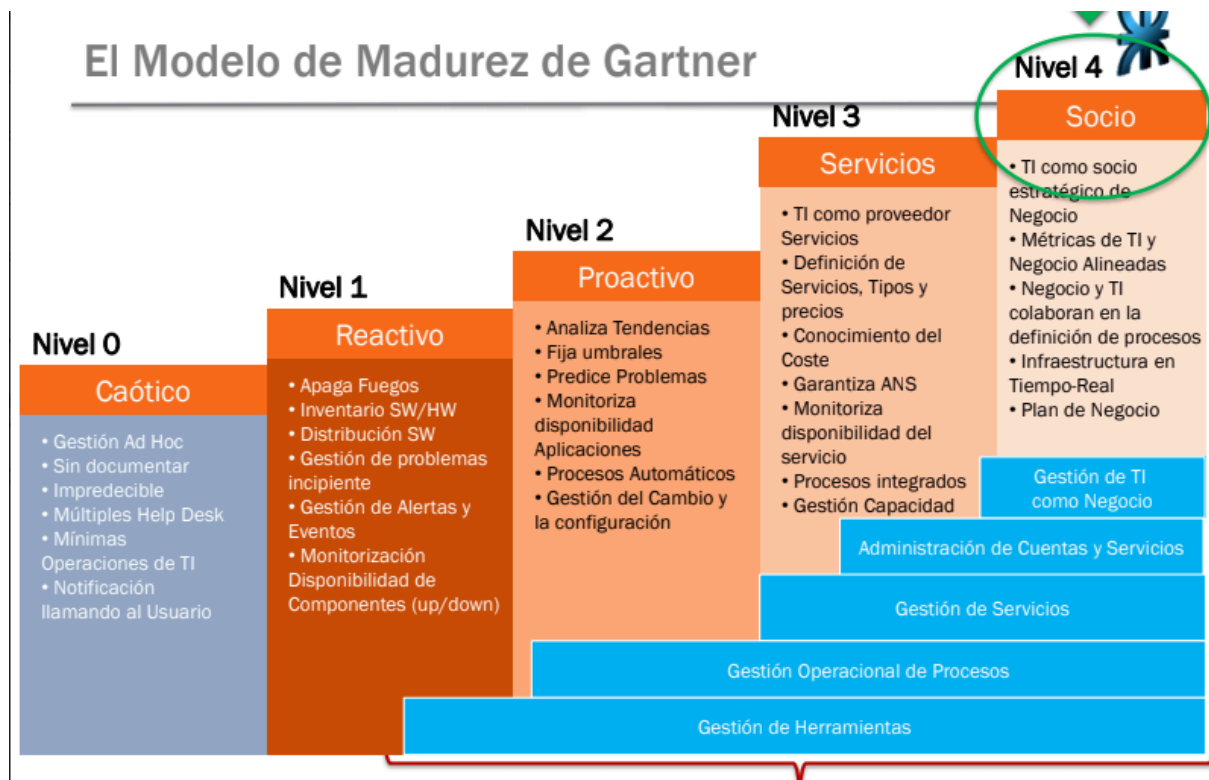 El Modelo de Madurez de Gartner
Nivel 0
Caótico
• Gestión Ad Hoc
• Sin documentar
• Impredecible
• Múltiples Help Desk
• Mínimas
Operaciones de TI
• Notificación
llamando al Usuario
Nivel 1
Reactivo
• Apaga Fuegos
• Inventario SW/HW
• Distribución SW
• Gestión de problemas
incipiente
• Gestión de Alertas y
Eventos
• Monitorización
Disponibilidad de
Componentes (up/down)
Nivel 2
Proactivo
• Analiza Tendencias
• Fija umbrales
• Predice Problemas
• Monitoriza
disponibilidad
Aplicaciones
• Procesos Automáticos
• Gestión del Cambio y
la configuración
Nivel 3
Servicios
• TI como proveedor
Servicios
• Definición de
Servicios, Tipos y
precios
• Conocimiento del
Coste
• Garantiza ANS
• Monitoriza
disponibilidad del
servicio
• Procesos integrados
• Gestión Capacidad
Nivel 4
Socio
• TI como socio
estratégico de
Negocio
• Métricas de TI y
Negocio Alineadas
• Negocio y TI
colaboran en la
definición de procesos
• Infraestructura en
Tiempo-Real
• Plan de Negocio
Gestión de TI
como Negocio
Administración de Cuentas y Servicios
Gestión de Servicios
Gestión Operacional de Procesos
Gestión de Herramientas